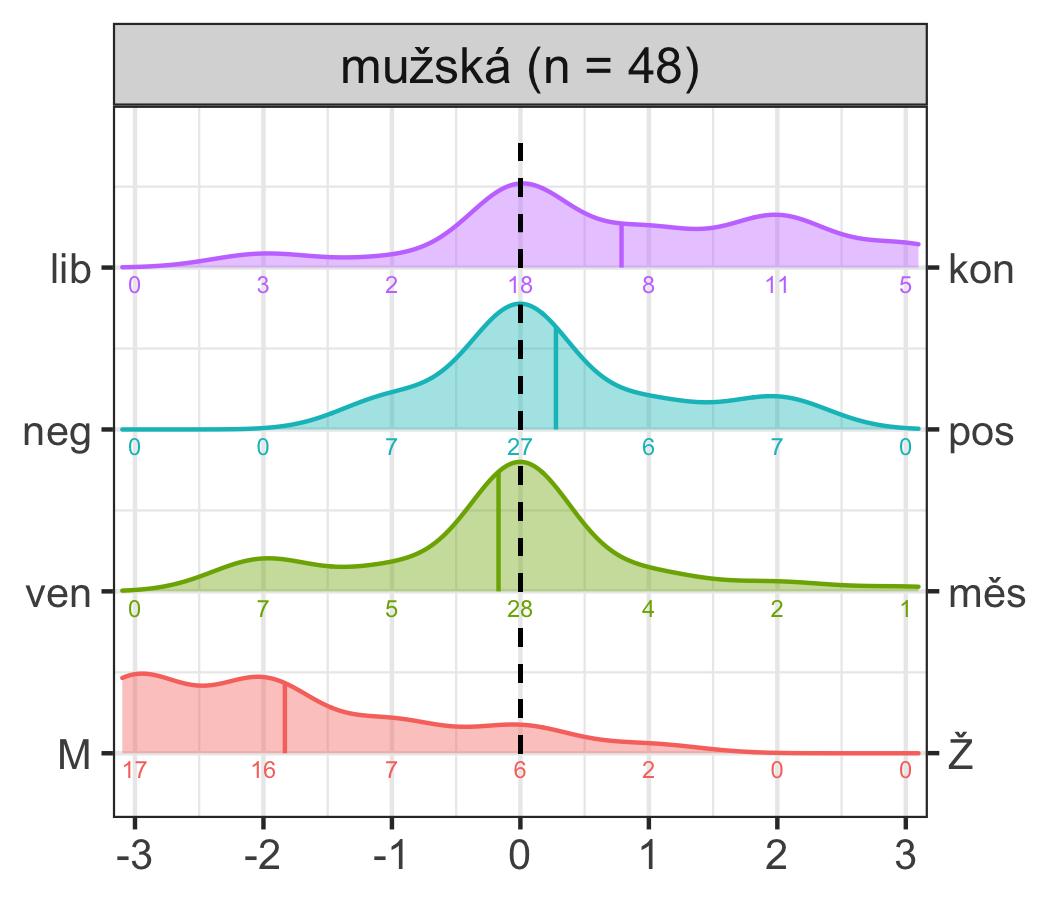 mužská (n = 48)
lib kon
0 3 2 18 8 11 5
neg pos
0 0 7 27 6 7 0
ven měs
0 7 5 28 4 2 1
M Ž
17 16 7 6 2 0 0
-3 -2 -1 0 1 2 3